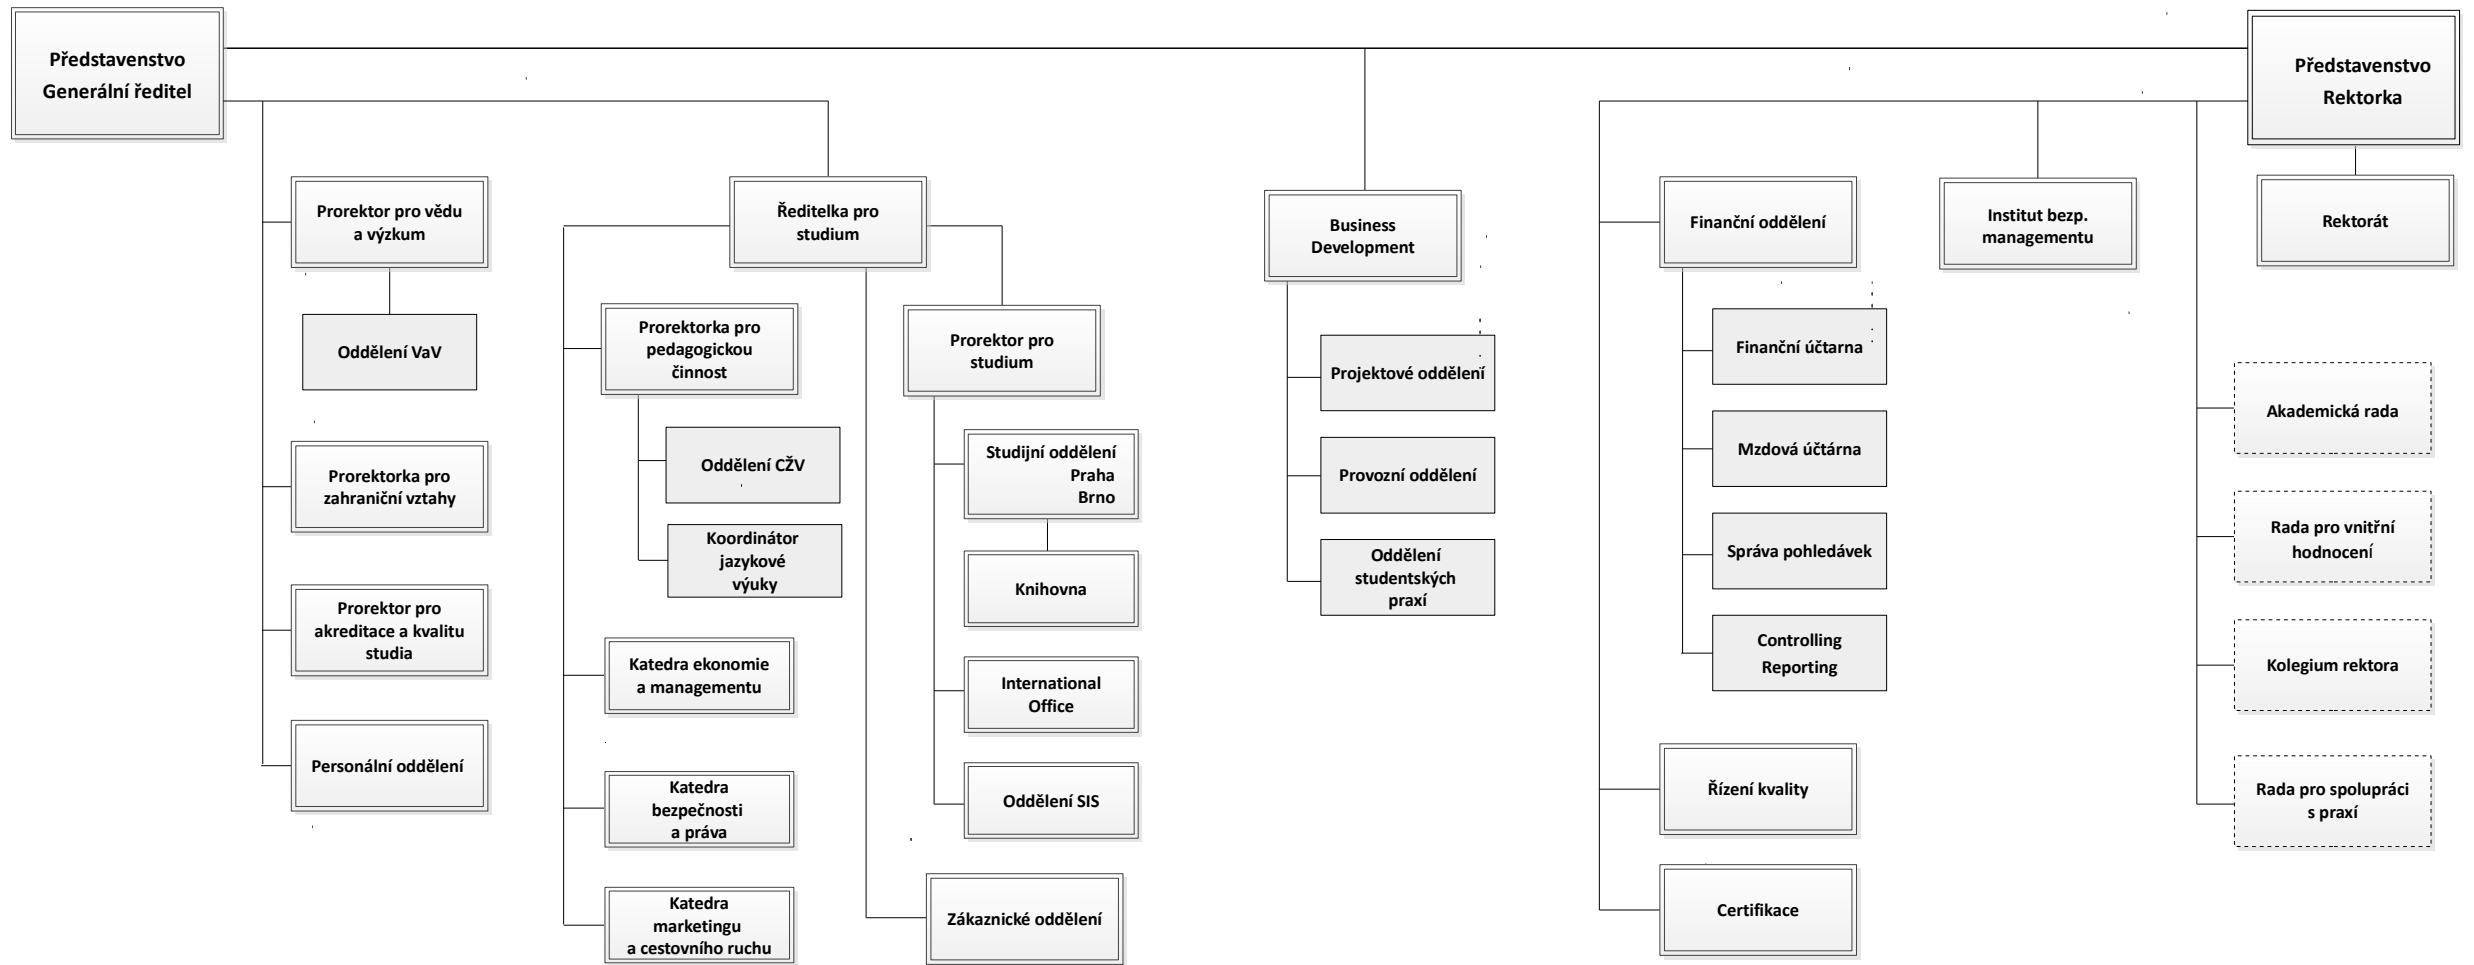 Představenstvo
Generální ředitel
Představenstvo
Rektorka
Prorektor pro vědu
a výzkum
Oddělení VaV
Prorektorka pro
zahraniční vztahy
Prorektor pro
akreditace a kvalitu
studia
Personální oddělení
Ředitelka pro
studium
Prorektorka pro
pedagogickou
činnost
Oddělení CŽV
Koordinátor
jazykové
výuky
Katedra ekonomie
a managementu
Katedra
bezpečnosti
a práva
Katedra
marketingu
a cestovního ruchu
Prorektor pro
studium
Studijní oddělení
Praha
Brno
Knihovna
International
Office
Oddělení SIS
Zákaznické oddělení
Business
Development
Projektové oddělení
Provozní oddělení
Oddělení
studentských
praxí
Finanční oddělení
Finanční účtarna
Mzdová účtárna
Správa pohledávek
Controlling
Reporting
Řízení kvality
Certifikace
Institut bezp.
managementu
Rektorát
Akademická rada
Rada pro vnitřní
hodnocení
Kolegium rektora
Rada pro spolupráci
s praxí